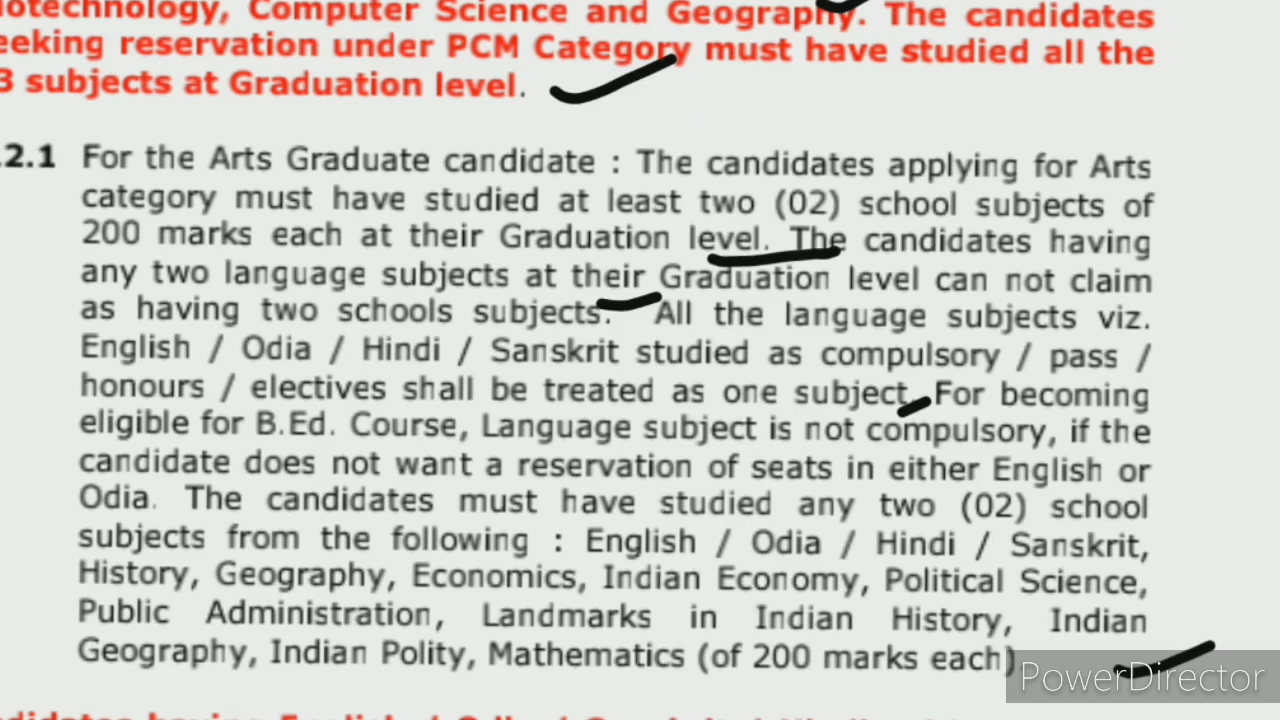 otechnology, Computer Science and Geography. The candidates
eeking reservation under PCM Category must have studied all the
3 subjects at Graduation level.
.2.1 For the Arts Graduate candidate : The candidates applying for Arts
category must have studied at least two (02) school subjects of
200 marks each at their Graduation level. The candidates having
any two language subjects at their Graduation level can not claim
as having two schools subjects. All the language subjects viz.
English / Odia / Hindi / Sanskrit studied as compulsory / pass /
honours / electives shall be treated as one subject. For becoming
eligible for B.Ed. Course, Language subject is not compulsory, if the
candidate does not want a reservation of seats in either English or
Odia. The candidates must have studied any two (02) school
subjects from the following : English / Odia / Hindi / Sanskrit,
History, Geography, Economics, Indian Economy, Political Science,
Public Administration, Landmarks in Indian History, Indian
Geography, Indian Polity, Mathematics (of 200 marks each)
PowerDirector